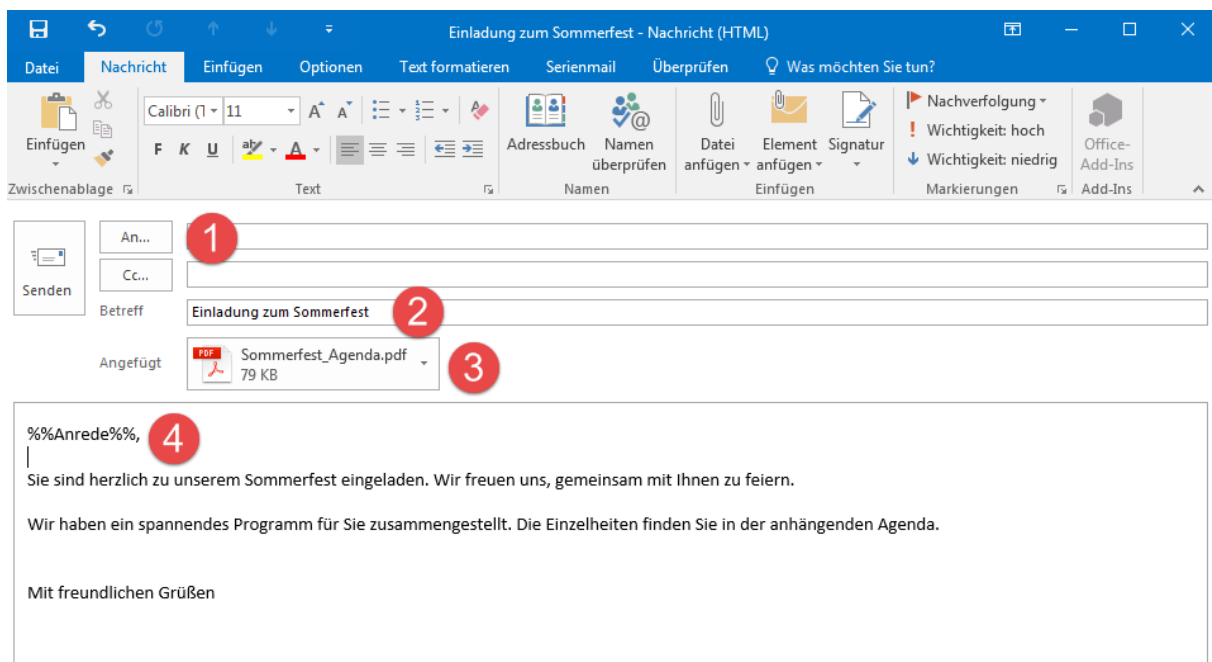 Einladung zum Sommerfest - Nachricht (HTML)
Datei Nachricht Einfügen Optionen Text formatieren Serienmail Überprüfen Was möchten Sie tun?
Einfügen
Calibri (T 11
F K U
Adressbuch
Namen
überprüfen
Datei
anfügen
Element
anfügen
Signatur
Nachverfolgung
Wichtigkeit: hoch
Wichtigkeit: niedrig
Office-
Add-Ins
Zwischenablage Text Namen Einfügen Markierungen Add-Ins
Senden
An... 1
Cc...
Betreff Einladung zum Sommerfest 2
Angefügt
PDF
Sommerfest_Agenda.pdf
79 KB
3
%%Anrede%%, 4
Sie sind herzlich zu unserem Sommerfest eingeladen. Wir freuen uns, gemeinsam mit Ihnen zu feiern.
Wir haben ein spannendes Programm für Sie zusammengestellt. Die Einzelheiten finden Sie in der anhängenden Agenda.
Mit freundlichen Grüßen